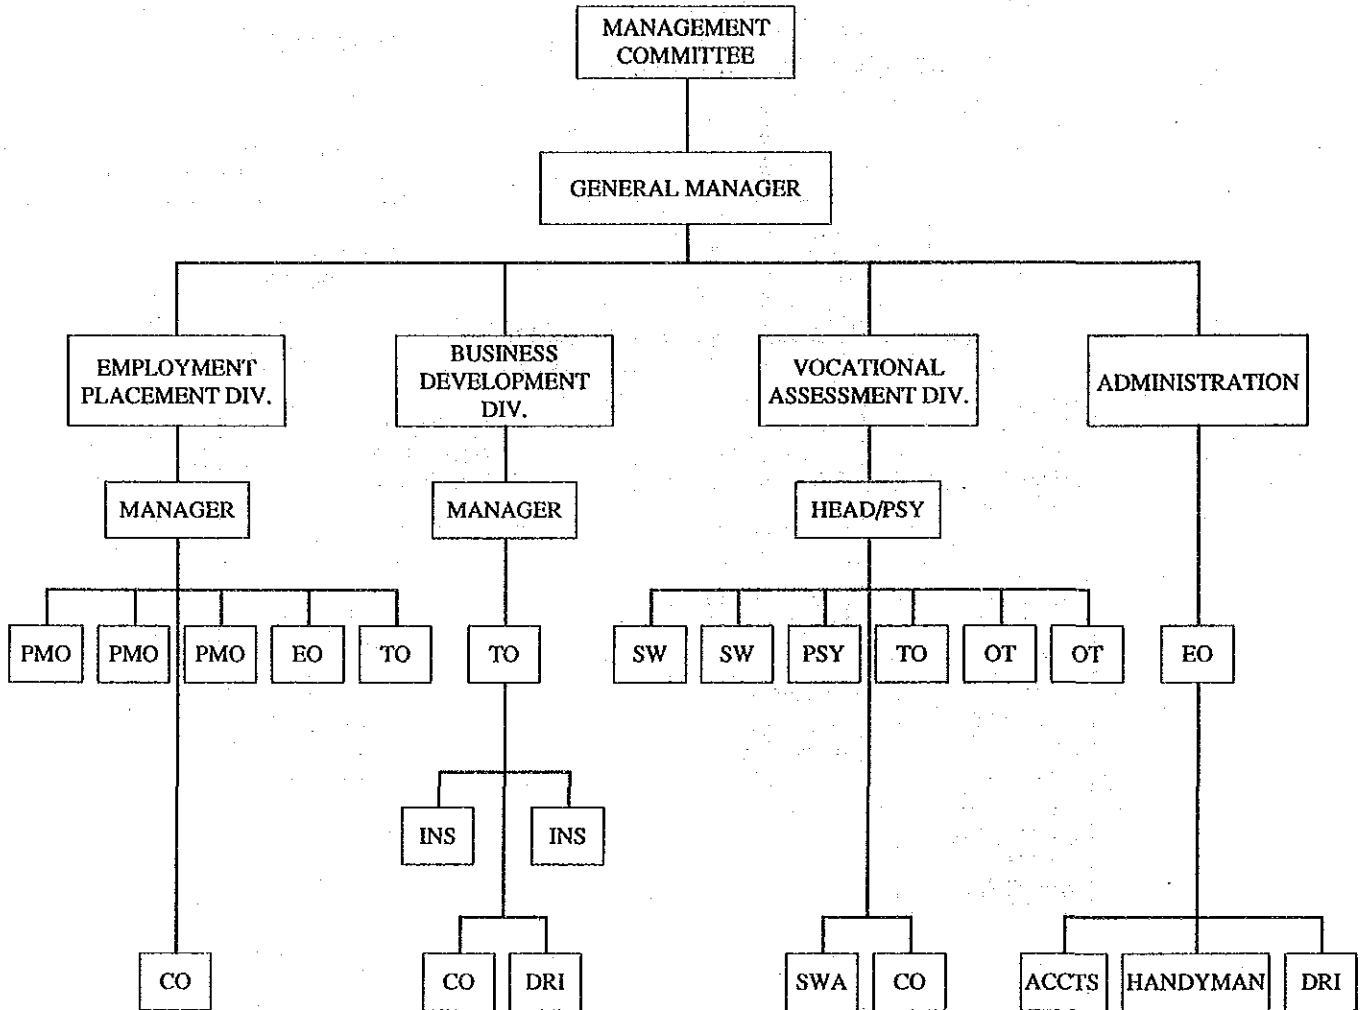 MANAGEMENT
COMMITTEE
GENERAL MANAGER
EMPLOYMENT
PLACEMENT DIV.
BUSINESS
DEVELOPMENT
DIV.
VOCATIONAL
ASSESSMENT DIV.
ADMINISTRATION
MANAGER
MANAGER
HEAD/PSY
PMO
PMO
PMO
EO
TO
TO
SW
SW
PSY
TO
OT
OT
EO
INS
INS
CO
CO
DRI
SWA
CO
ACCTS
HANDYMAN
DRI